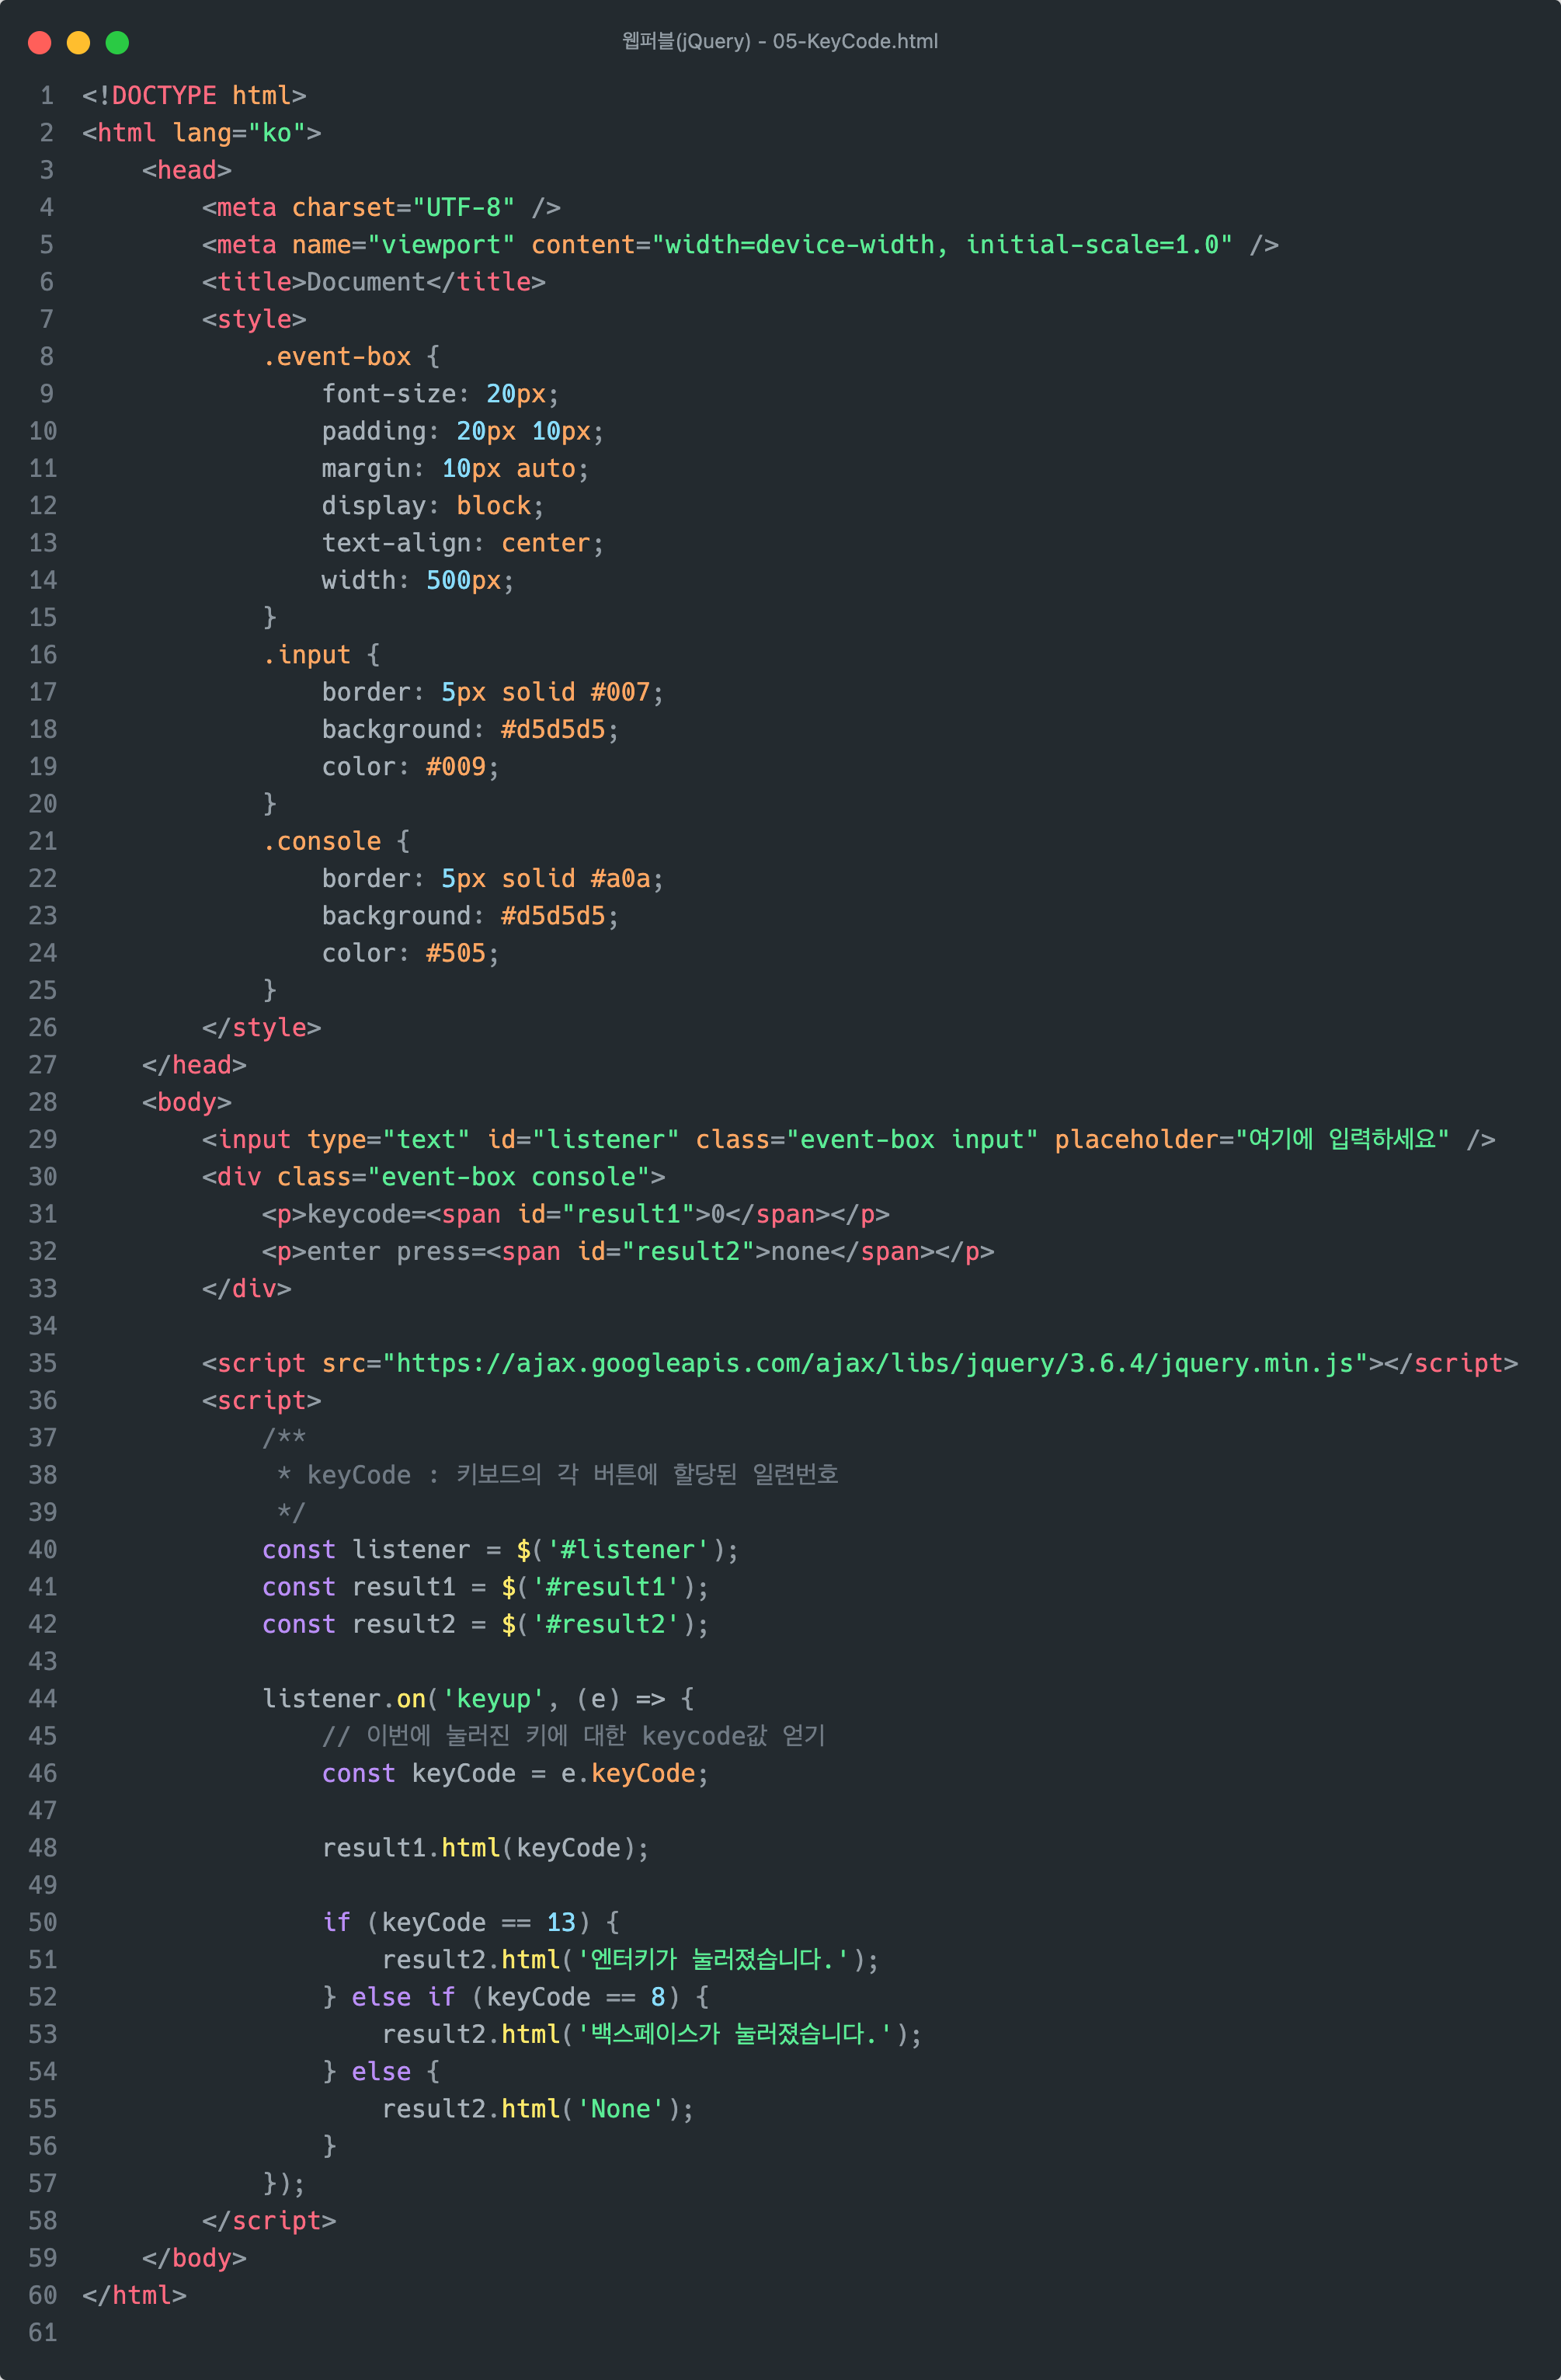 웹퍼블(jQuery) - 05-KeyCode.html
1 <!DOCTYPE html>
2 <html lang="ko">
3     <head>
4         <meta charset="UTF-8" />
5         <meta name="viewport" content="width=device-width, initial-scale=1.0" />
6         <title>Document</title>
7         <style>
8             .event-box {
9                 font-size: 20px;
10                 padding: 20px 10px;
11                 margin: 10px auto;
12                 display: block;
13                 text-align: center;
14                 width: 500px;
15             }
16             .input {
17                 border: 5px solid #007;
18                 background: #d5d5d5;
19                 color: #009;
20             }
21             .console {
22                 border: 5px solid #a0a;
23                 background: #d5d5d5;
24                 color: #505;
25             }
26         </style>
27     </head>
28     <body>
29         <input type="text" id="listener" class="event-box input" placeholder="여기에 입력하세요" />
30         <div class="event-box console">
31             <p>keycode=<span id="result1">0</span></p>
32             <p>enter press=<span id="result2">none</span></p>
33         </div>
34
35         <script src="https://ajax.googleapis.com/ajax/libs/jquery/3.6.4/jquery.min.js"></script>
36         <script>
37             /**
38              * keyCode : 키보드의 각 버튼에 할당된 일련번호
39              */
40             const listener = $('#listener');
41             const result1 = $('#result1');
42             const result2 = $('#result2');
43
44             listener.on('keyup', (e) => {
45                 // 이번에 눌러진 키에 대한 keycode값 얻기
46                 const keyCode = e.keyCode;
47
48                 result1.html(keyCode);
49
50                 if (keyCode == 13) {
51                     result2.html('엔터키가 눌러졌습니다.');
52                 } else if (keyCode == 8) {
53                     result2.html('백스페이스가 눌러졌습니다.');
54                 } else {
55                     result2.html('None');
56                 }
57             });
58         </script>
59     </body>
60 </html>
61